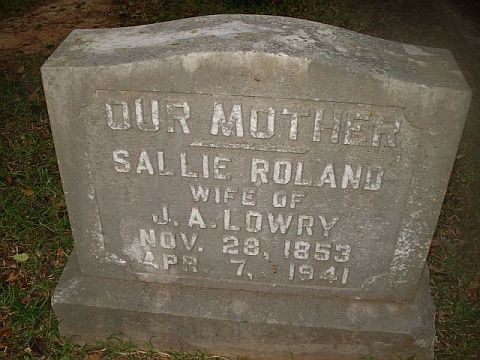 OUR MOTHER
SALLIE ROLAND
WIFE OF
J. A. LOWRY
NOV. 28, 1853
APR. 7, 1941